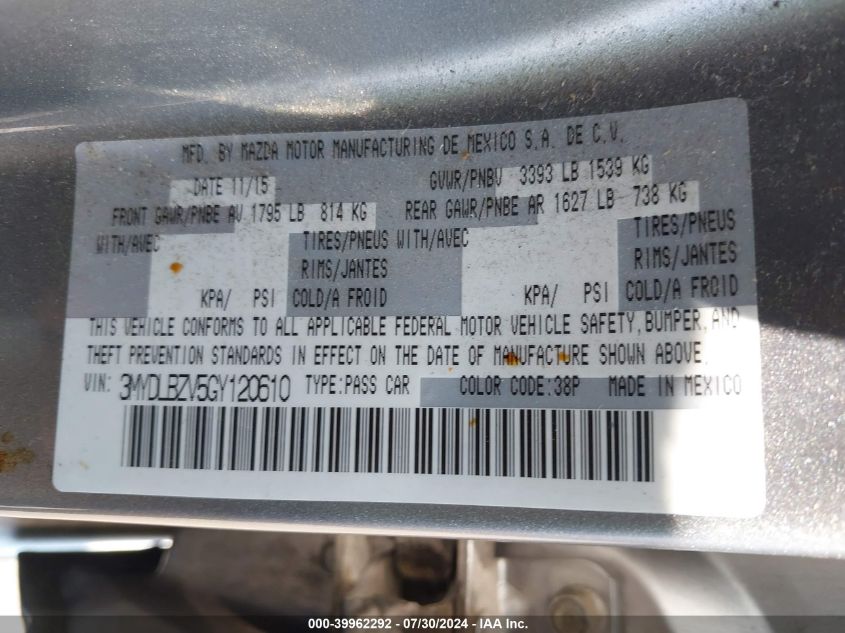 MFD. BY MAZDA MOTOR MANUFACTURING DE MEXICO S.A. DE C.V.
DATE 11/15 GVWR/PNBV 3393 LB 1539 KG
FRONT GAWR/PNBE AV 1795 LB 814 KG REAR GAWR/PNBE AR 1627 LB 738 KG
WITH/AVEC TIRES/PNEUS WITH/AVEC TIRES/PNEUS
RIMS/JANTES RIMS/JANTES
KPA/ PSI COLD/A FROID KPA/ PSI COLD/A FROID
THIS VEHICLE CONFORMS TO ALL APPLICABLE FEDERAL MOTOR VEHICLE SAFETY, BUMPER, AND
THEFT PREVENTION STANDARDS IN EFFECT ON THE DATE OF MANUFACTURE SHOWN ABOVE.
VIN: 3MYDLBZV5GY120610 TYPE:PASS CAR COLOR CODE:38P MADE IN MEXICO
000-39962292 - 07/30/2024 - IAA Inc.